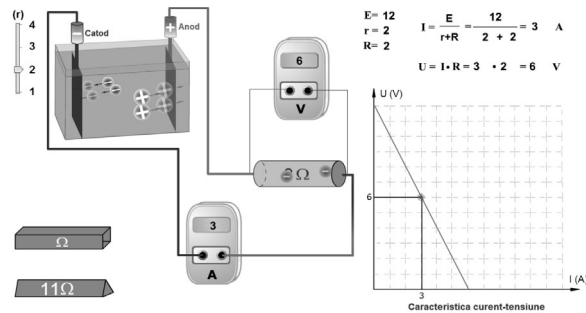 (r)
4
3
2
1
Catod
Anod
6
V
Ω
3
A
Ω
11Ω
E= 12
r = 2
R= 2
I = E / r+R = 12 / 2 + 2 = 3 A
U = I•R = 3 • 2 = 6 V
U (V)
6
3
I (A)
Caracteristica curent-tensiune